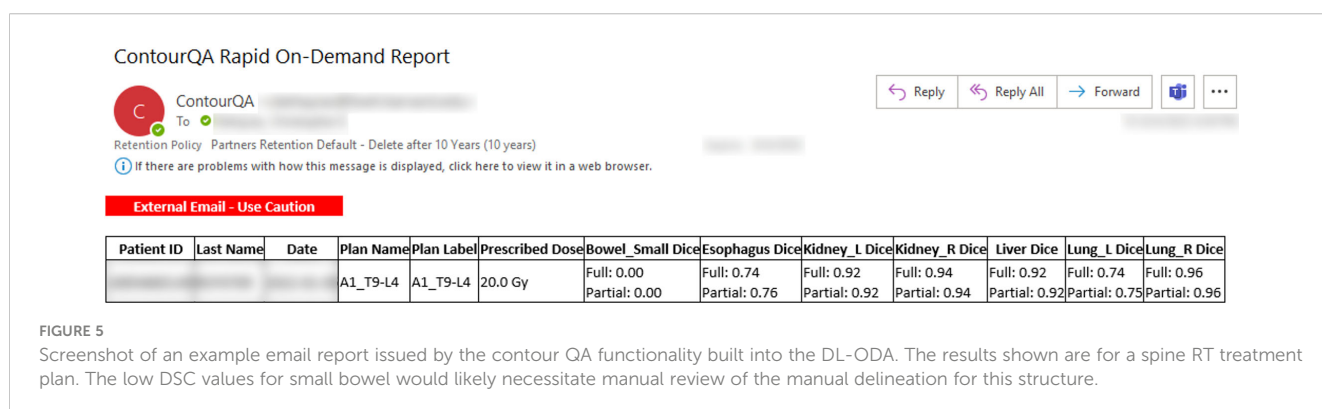 ContourQA Rapid On-Demand Report
C
ContourQA
Reply Reply All Forward
To
Retention Policy Partners Retention Default - Delete after 10 Years (10 years)
If there are problems with how this message is displayed, click here to view it in a web browser.
External Email - Use Caution
Patient ID Last Name Date Plan Name Plan Label Prescribed Dose Bowel_Small Dice Esophagus Dice Kidney_L Dice Kidney_R Dice Liver Dice Lung_L Dice Lung_R Dice
A1_T9-L4 A1_T9-L4 20.0 Gy Full: 0.00 Full: 0.74 Full: 0.92 Full: 0.94 Full: 0.92 Full: 0.74 Full: 0.96
Partial: 0.00 Partial: 0.76 Partial: 0.92 Partial: 0.94 Partial: 0.92 Partial: 0.75 Partial: 0.96
FIGURE 5
Screenshot of an example email report issued by the contour QA functionality built into the DL-ODA. The results shown are for a spine RT treatment
plan. The low DSC values for small bowel would likely necessitate manual review of the manual delineation for this structure.